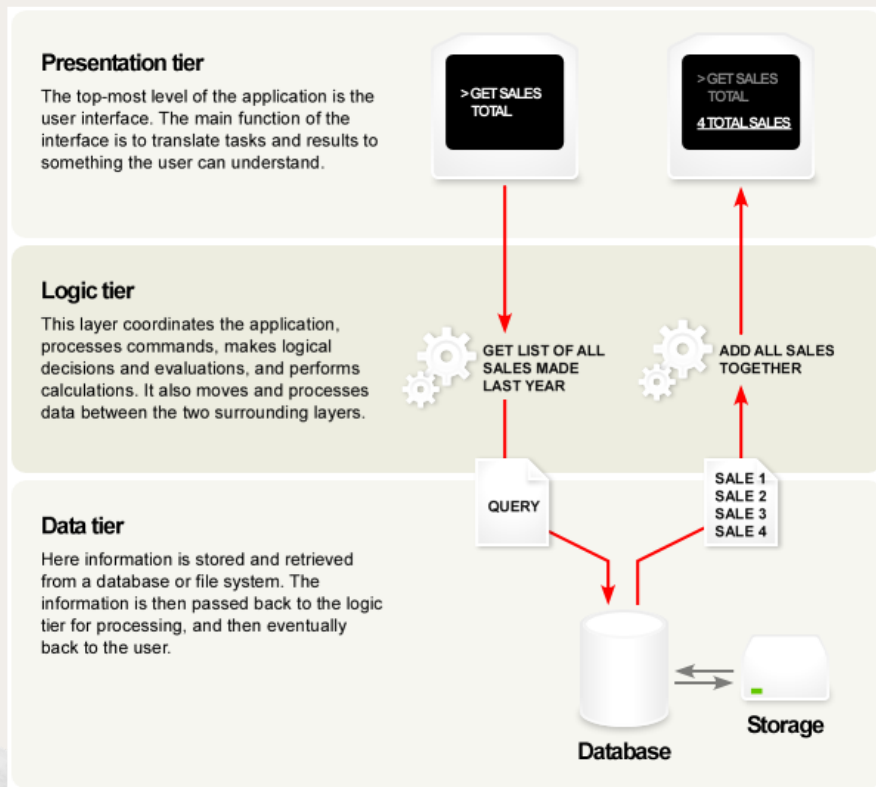 Presentation tier
The top-most level of the application is the
user interface. The main function of the
interface is to translate tasks and results to
something the user can understand.
> GET SALES
TOTAL
> GET SALES
TOTAL
4 TOTAL SALES
Logic tier
This layer coordinates the application,
processes commands, makes logical
decisions and evaluations, and performs
calculations. It also moves and processes
data between the two surrounding layers.
GET LIST OF ALL
SALES MADE
LAST YEAR
ADD ALL SALES
TOGETHER
Data tier
Here information is stored and retrieved
from a database or file system. The
information is then passed back to the logic
tier for processing, and then eventually
back to the user.
QUERY
SALE 1
SALE 2
SALE 3
SALE 4
Database
Storage